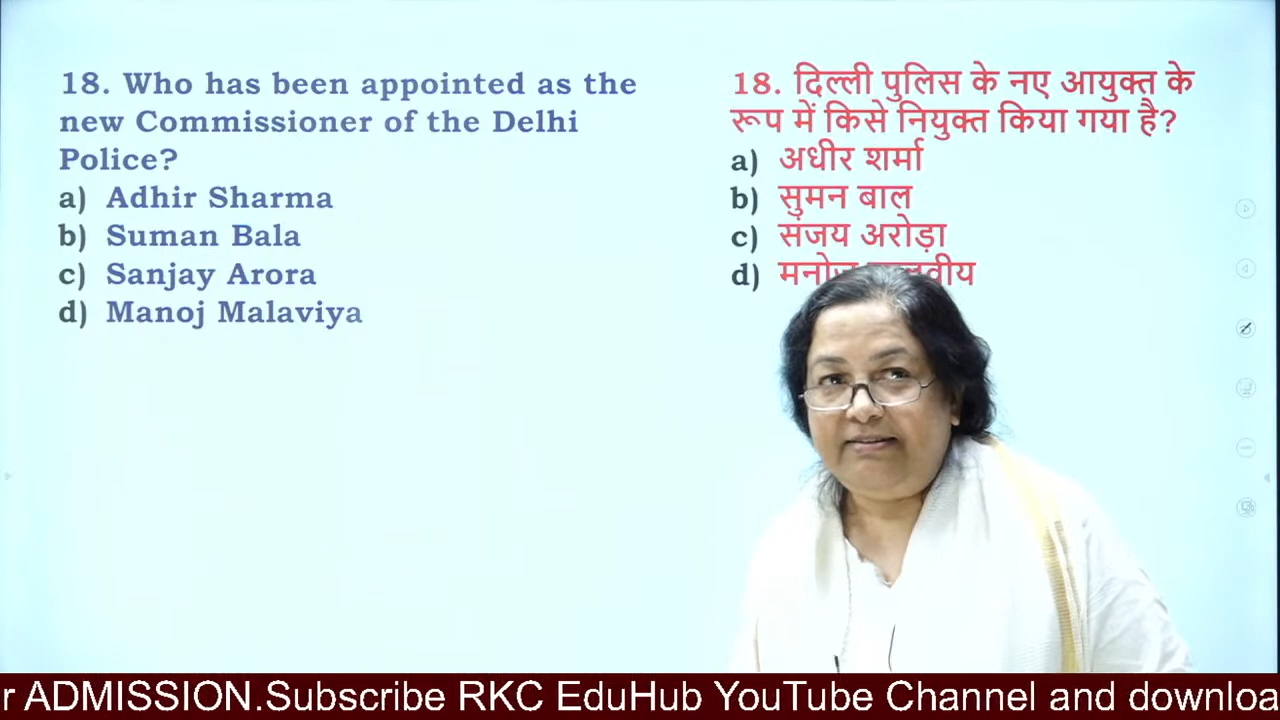 18. Who has been appointed as the
new Commissioner of the Delhi
Police?
a) Adhir Sharma
b) Suman Bala
c) Sanjay Arora
d) Manoj Malaviya
18. दिल्ली पुलिस के नए आयुक्त के
रूप में किसे नियुक्त किया गया है?
a) अधीर शर्मा
b) सुमन बाल
c) संजय अरोड़ा
d)
r ADMISSION.Subscribe RKC EduHub YouTube Channel and downloa